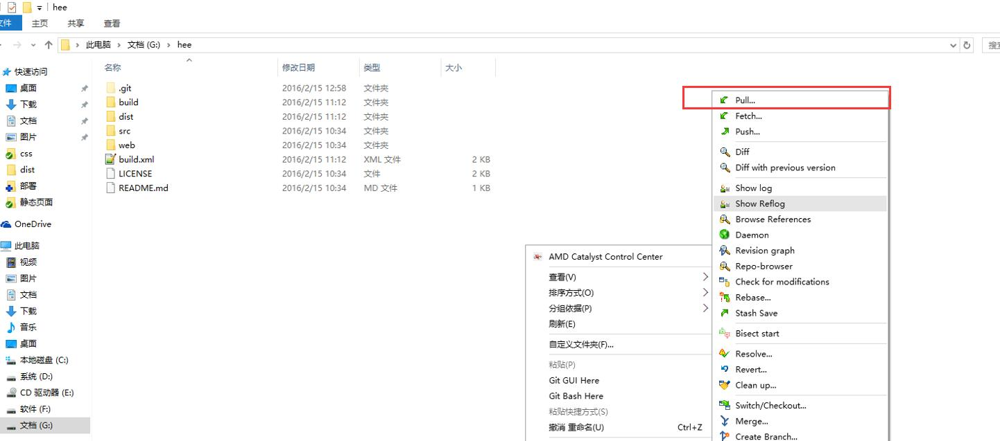 hee
文件 主页 共享 查看
此电脑 文档 (G:) hee
名称 修改日期 类型 大小
快速访问
桌面
下载
文档
图片
css
dist
部署
静态页面
OneDrive
此电脑
视频
图片
文档
下载
音乐
桌面
本地磁盘 (C:)
系统 (D:)
CD 驱动器 (E:)
软件 (F:)
文档 (G:)
.git 2016/2/15 12:58 文件夹
build 2016/2/15 11:12 文件夹
dist 2016/2/15 11:12 文件夹
src 2016/2/15 10:34 文件夹
web 2016/2/15 10:34 文件夹
build.xml 2016/2/15 11:12 XML 文件 2 KB
LICENSE 2016/2/15 10:34 文件 2 KB
README.md 2016/2/15 10:34 MD 文件 1 KB
AMD Catalyst Control Center
查看(V)
排序方式(O)
分组依据(P)
刷新(E)
自定义文件夹(F)...
粘贴(P)
Git GUI Here
Git Bash Here
粘贴快捷方式(S)
撤消 重命名(U) Ctrl+Z
Pull...
Fetch...
Push...
Diff
Diff with previous version
Show log
Show Reflog
Browse References
Daemon
Revision graph
Repo-browser
Check for modifications
Rebase...
Stash Save
Bisect start
Resolve...
Revert...
Clean up...
Switch/Checkout...
Merge...
Create Branch...